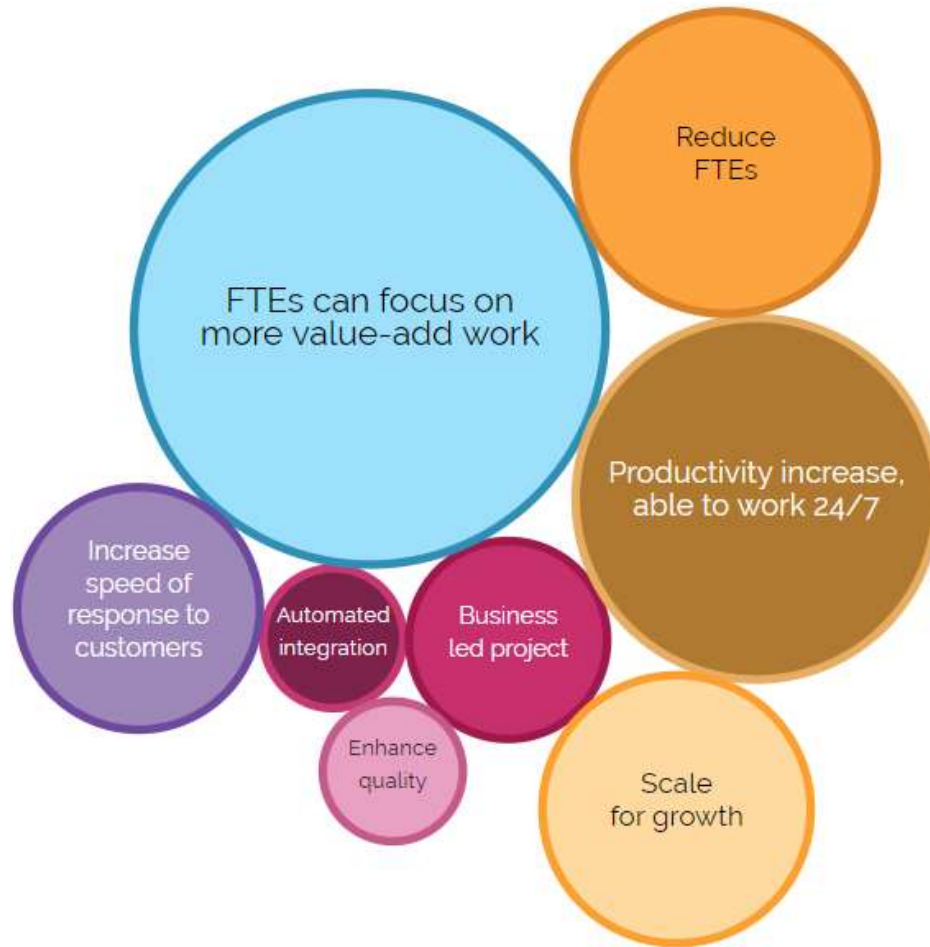 Reduce
FTEs
FTEs can focus on
more value-add work
Productivity increase,
able to work 24/7
Increase
speed of
response to
customers
Automated
integration
Business
led project
Enhance
quality
Scale
for growth